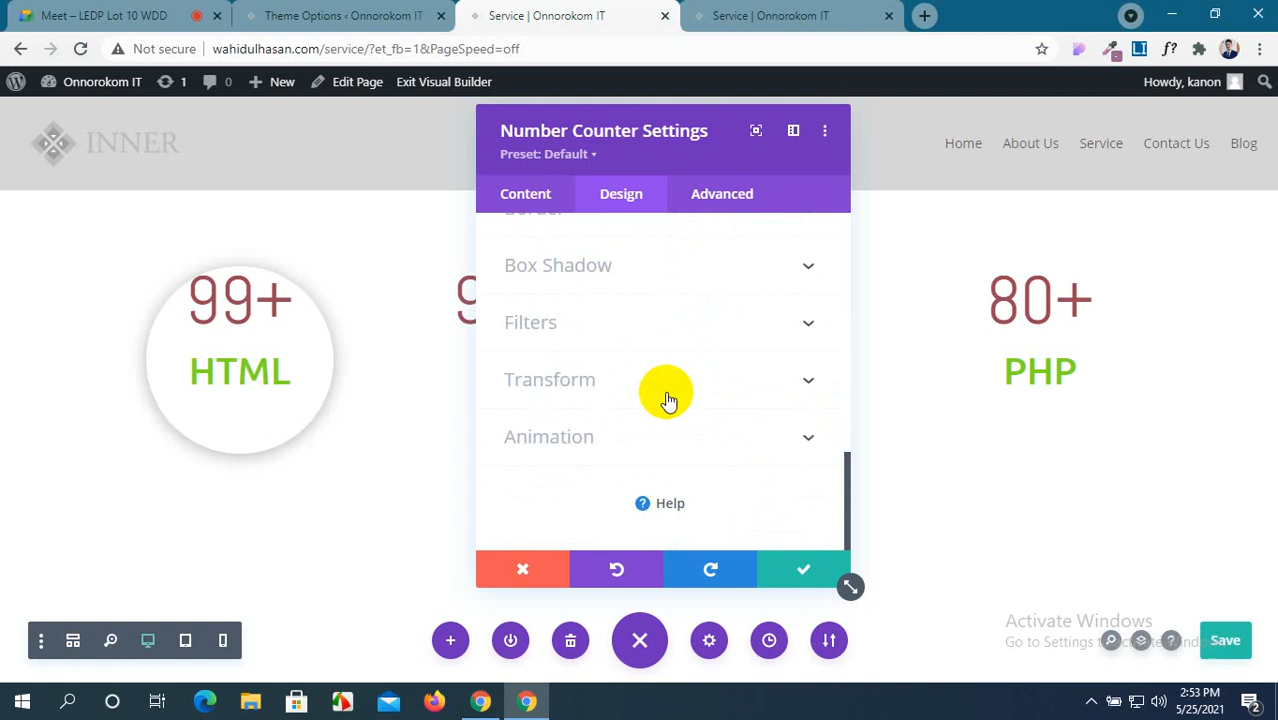 Meet – LEDP Lot 10 WDD
Theme Options ‹ Onnorokom IT
Service | Onnorokom IT
Service | Onnorokom IT
Not secure
wahidulhasan.com/service/?et_fb=1&PageSpeed=off
Onnorokom IT
1
0
New
Edit Page
Exit Visual Builder
Howdy, kanon
INNER
Home
About Us
Service
Contact Us
Blog
Number Counter Settings
Preset: Default
Content
Design
Advanced
Border
Box Shadow
Filters
Transform
Animation
Help
99+
HTML
9
80+
PHP
Activate Windows
Go to Settings to
Save
2:53 PM
5/25/2021
2